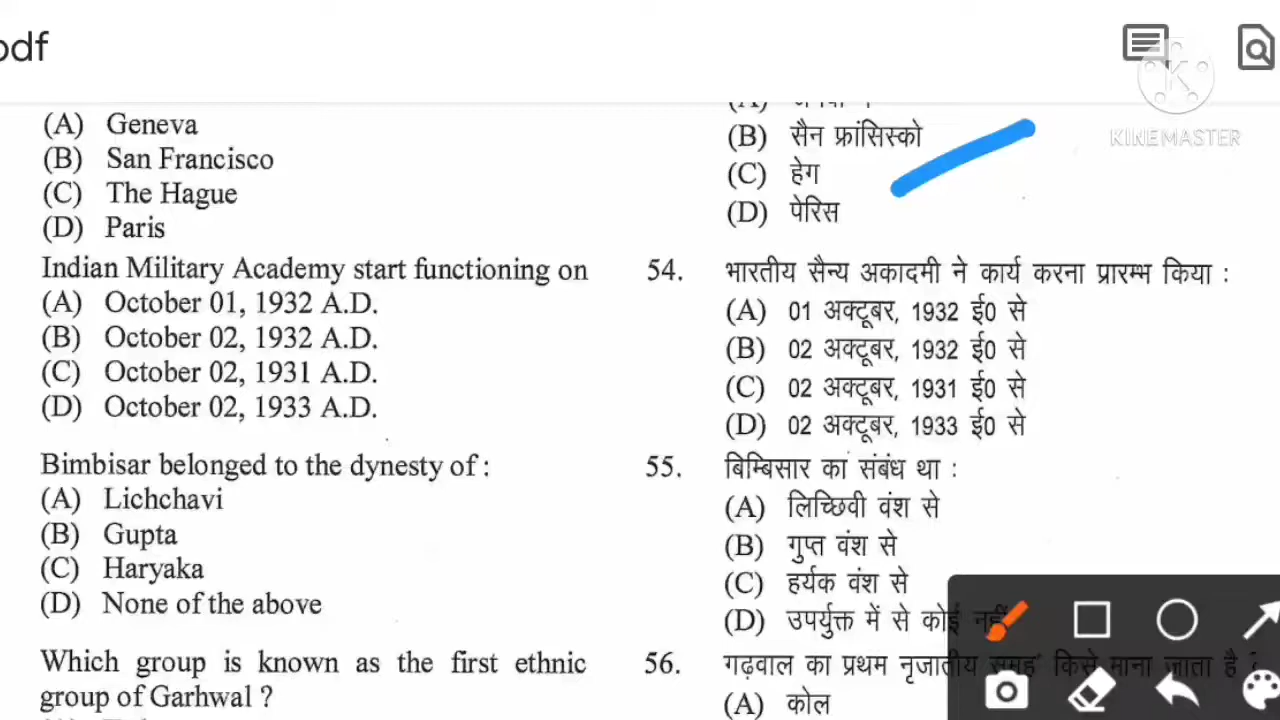 pdf
KINEMASTER
(A) Geneva
(B) San Francisco
(C) The Hague
(D) Paris
Indian Military Academy start functioning on
(A) October 01, 1932 A.D.
(B) October 02, 1932 A.D.
(C) October 02, 1931 A.D.
(D) October 02, 1933 A.D.
Bimbisar belonged to the dynesty of :
(A) Lichchavi
(B) Gupta
(C) Haryaka
(D) None of the above
Which group is known as the first ethnic
group of Garhwal ?
(B) सैन फ्रांसिस्को
(C) हेग
(D) पेरिस
54. भारतीय सैन्य अकादमी ने कार्य करना प्रारम्भ किया :
(A) 01 अक्टूबर, 1932 ई0 से
(B) 02 अक्टूबर, 1932 ई0 से
(C) 02 अक्टूबर, 1931 ई0 से
(D) 02 अक्टूबर, 1933 ई0 से
55. बिम्बिसार का संबंध था :
(A) लिच्छिवी वंश से
(B) गुप्त वंश से
(C) हर्यक वंश से
(D) उपर्युक्त में से कोई नहीं
56. गढ़वाल का प्रथम नृजातीय समूह किसे माना जाता है ?
(A) कोल